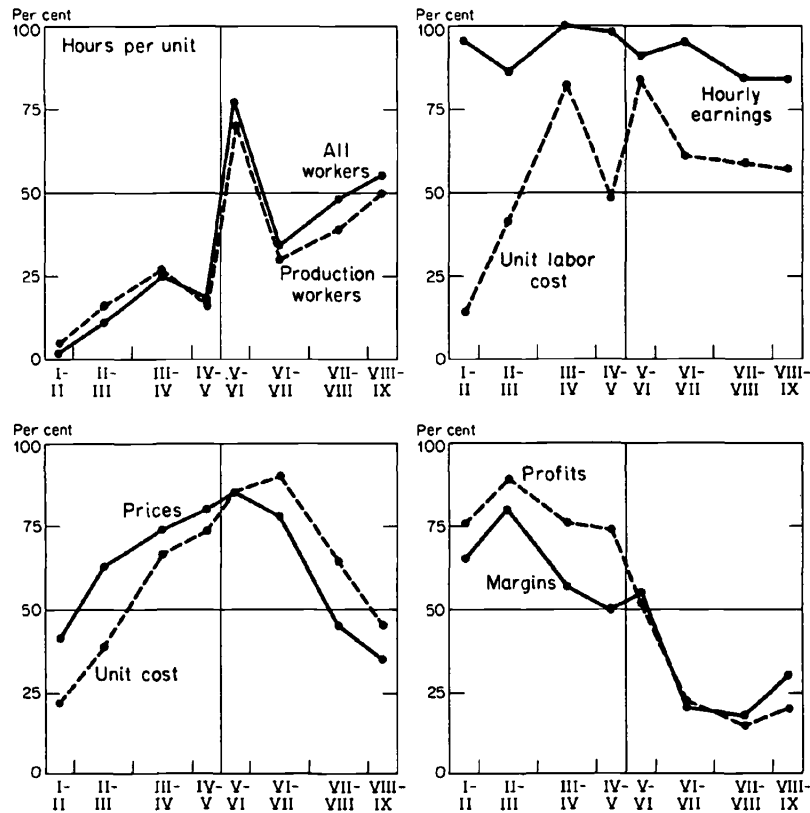 Per cent
100
75
50
25
0
Hours per unit
All
workers
Production
workers
I-
II
II-
III
III-
IV
IV-
V
V-
VI
VI-
VII
VII-
VIII
VIII-
IX
Per cent
100
75
50
25
0
Hourly
earnings
Unit labor
cost
I-
II
II-
III
III-
IV
IV-
V
V-
VI
VI-
VII
VII-
VIII
VIII-
IX
Per cent
100
75
50
25
0
Prices
Unit cost
I-
II
II-
III
III-
IV
IV-
V
V-
VI
VI-
VII
VII-
VIII
VIII-
IX
Per cent
100
75
50
25
0
Profits
Margins
I-
II
II-
III
III-
IV
IV-
V
V-
VI
VI-
VII
VII-
VIII
VIII-
IX